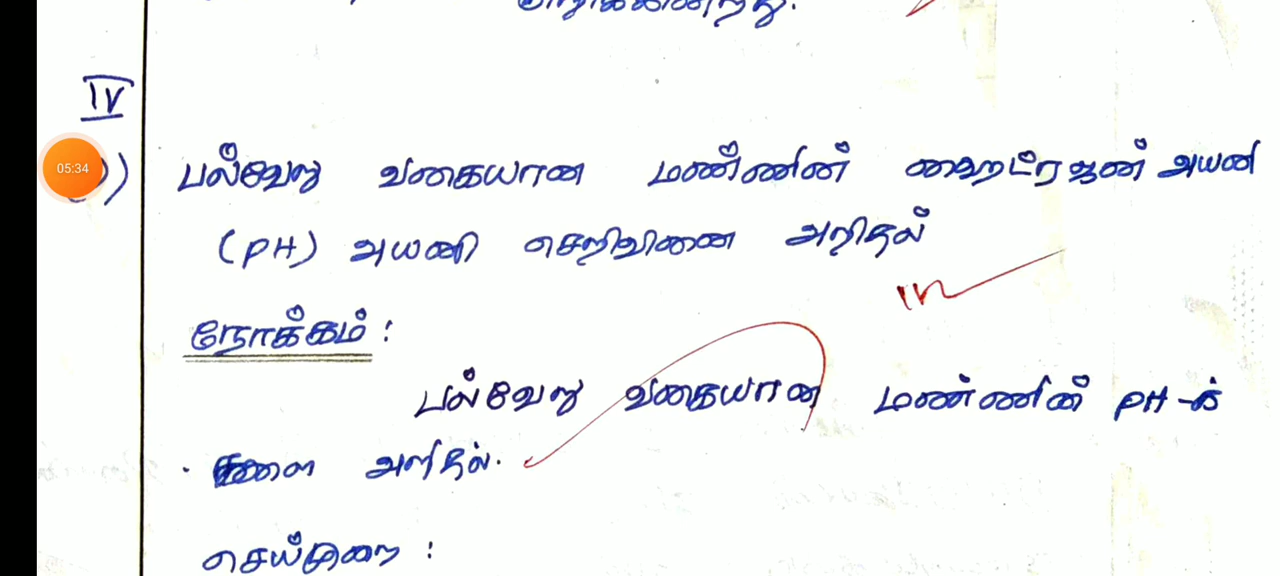 IV
05:34 )
பல்வேறு வகையான மண்ணின் ஹைட்ரஜன் அயனி
(PH) அயனி செறிவினை அறிதல்
நோக்கம் :
பல்வேறு வகையான மண்ணின் PH-க்
களை அறிதல்.
செய்முறை :